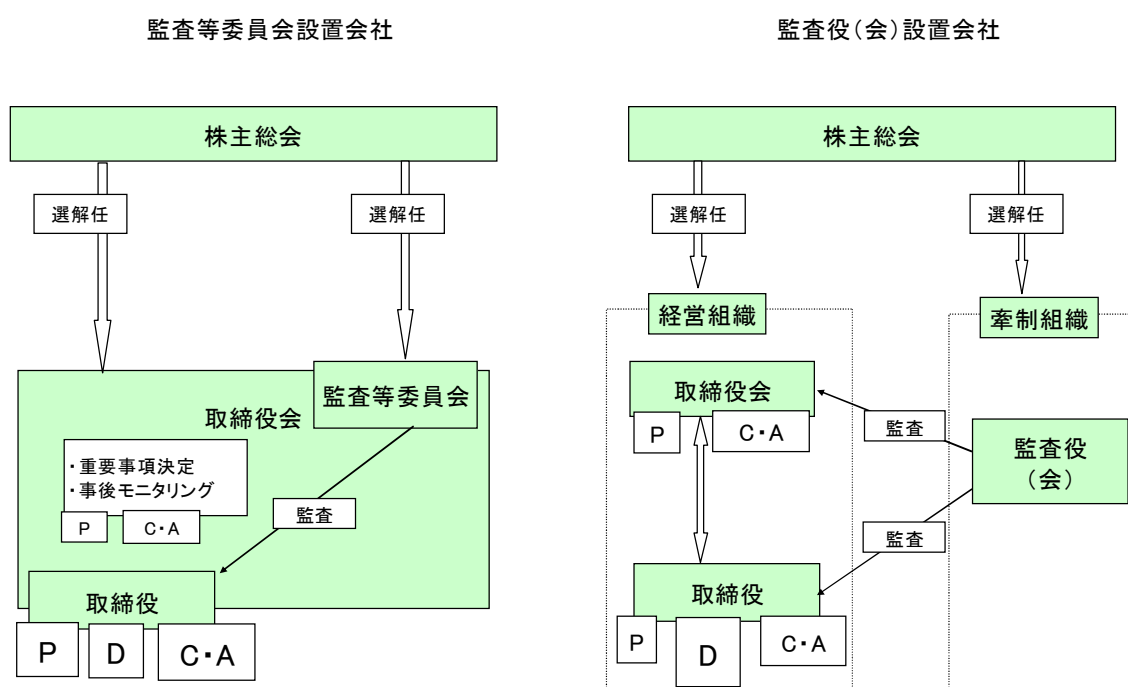 監査等委員会設置会社
株主総会
選解任
選解任
監査等委員会
取締役会
・重要事項決定
・事後モニタリング
P
C・A
監査
取締役
P
D
C・A
監査役(会)設置会社
株主総会
選解任
選解任
経営組織
牽制組織
取締役会
P
C・A
監査
監査役
(会)
監査
取締役
P
D
C・A